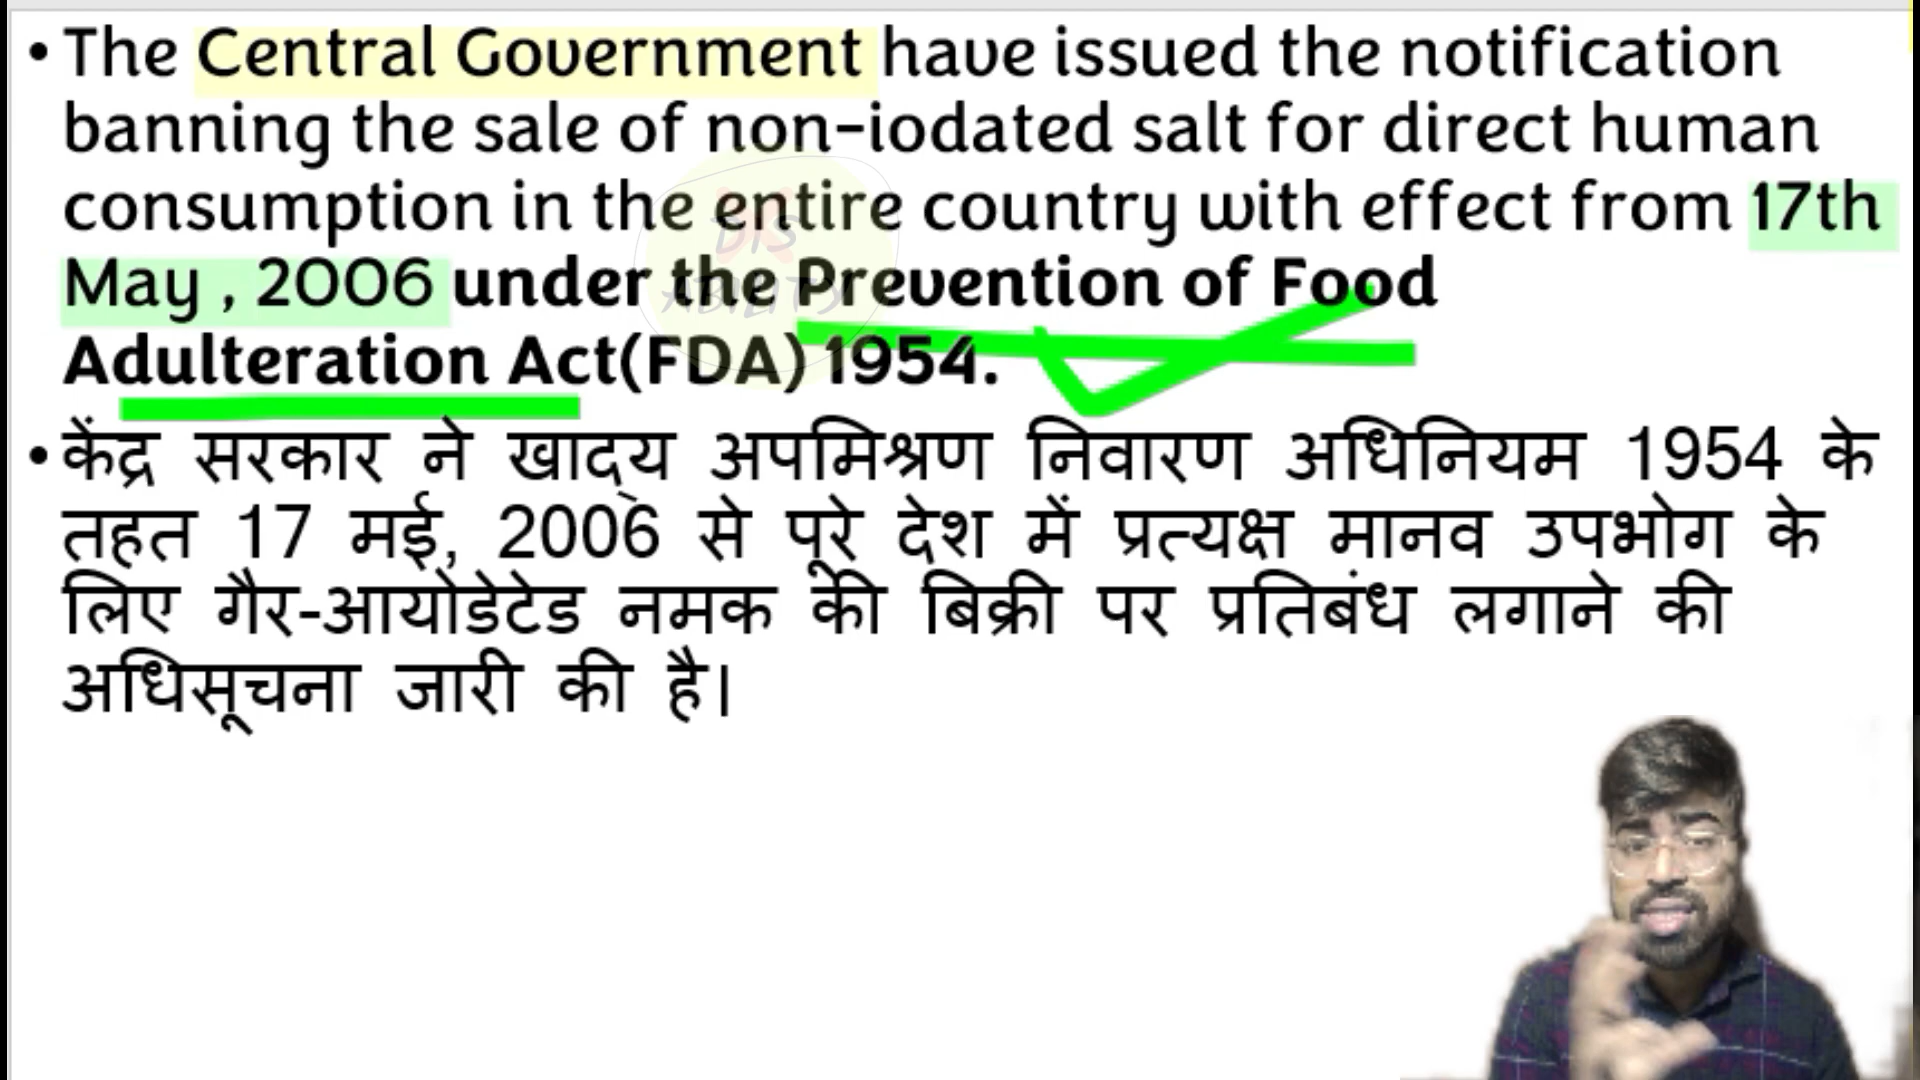 • The Central Government have issued the notification
banning the sale of non-iodated salt for direct human
consumption in the entire country with effect from 17th
May , 2006 under the Prevention of Food
Adulteration Act(FDA) 1954.
• केंद्र सरकार ने खाद्य अपमिश्रण निवारण अधिनियम 1954 के
तहत 17 मई, 2006 से पूरे देश में प्रत्यक्ष मानव उपभोग के
लिए गैर-आयोडेटेड नमक की बिक्री पर प्रतिबंध लगाने की
अधिसूचना जारी की है।
DIS
ABILITY